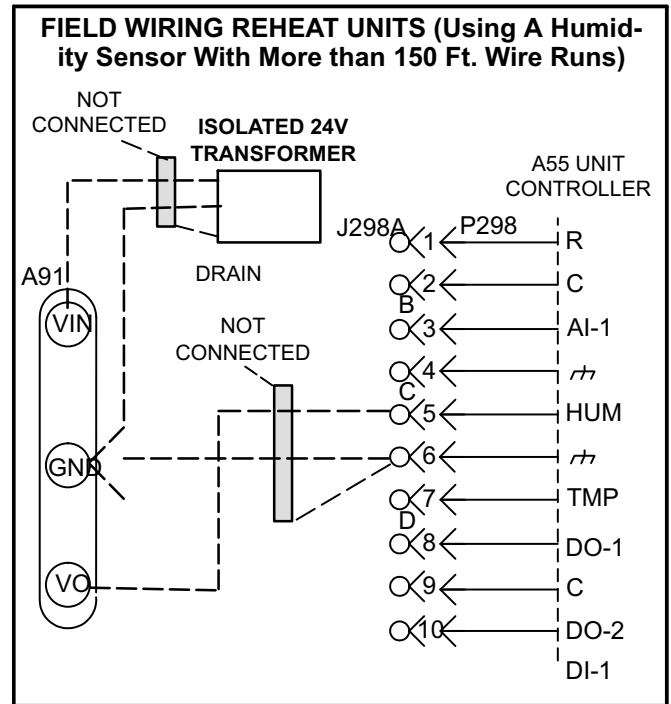 FIELD WIRING REHEAT UNITS (Using A Humid-
ity Sensor With More than 150 Ft. Wire Runs)
NOT
CONNECTED
ISOLATED 24V
TRANSFORMER
A55 UNIT
CONTROLLER
J298A
P298
A91
DRAIN
VIN
NOT
CONNECTED
GND
VO
1
R
2
C
B
3
AI-1
4
C
5
HUM
6
7
TMP
D
8
DO-1
9
C
10
DO-2
DI-1